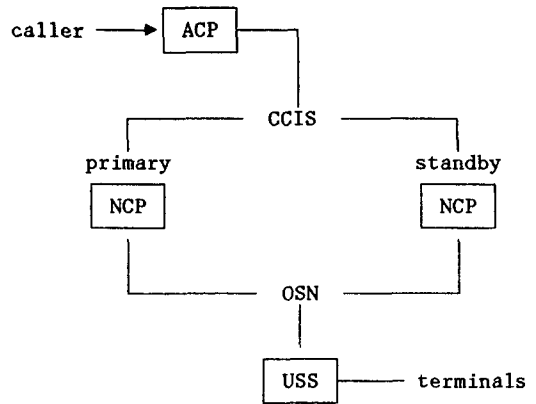 caller ACP
CCIS
primary standby
NCP NCP
OSN
USS terminals